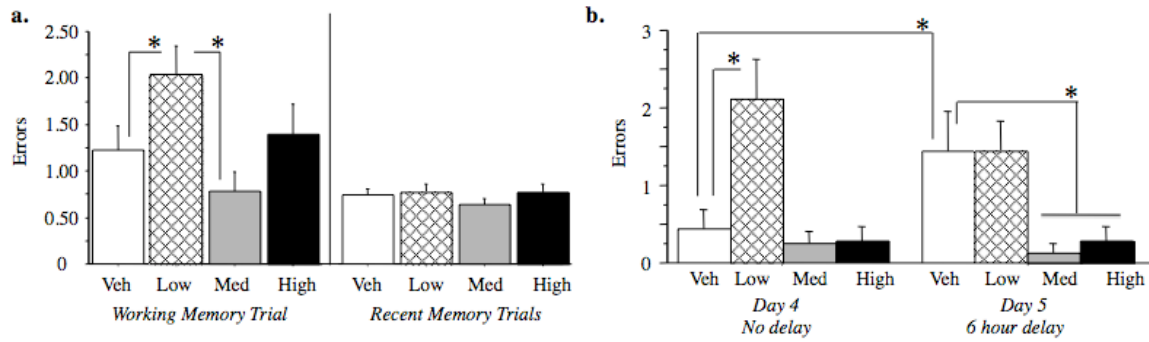 a.
2.50
2.00
1.50
1.00
0.50
0
Errors
* *
Veh Low Med High Veh Low Med High
Working Memory Trial Recent Memory Trials
b.
3
2
1
0
Errors
*
*
*
Veh Low Med High Veh Low Med High
Day 4 Day 5
No delay 6 hour delay